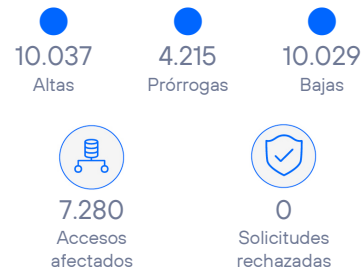 10.037 4.215 10.029
Altas Prórrogas Bajas
7.280 0
Accesos Solicitudes
afectados rechazadas